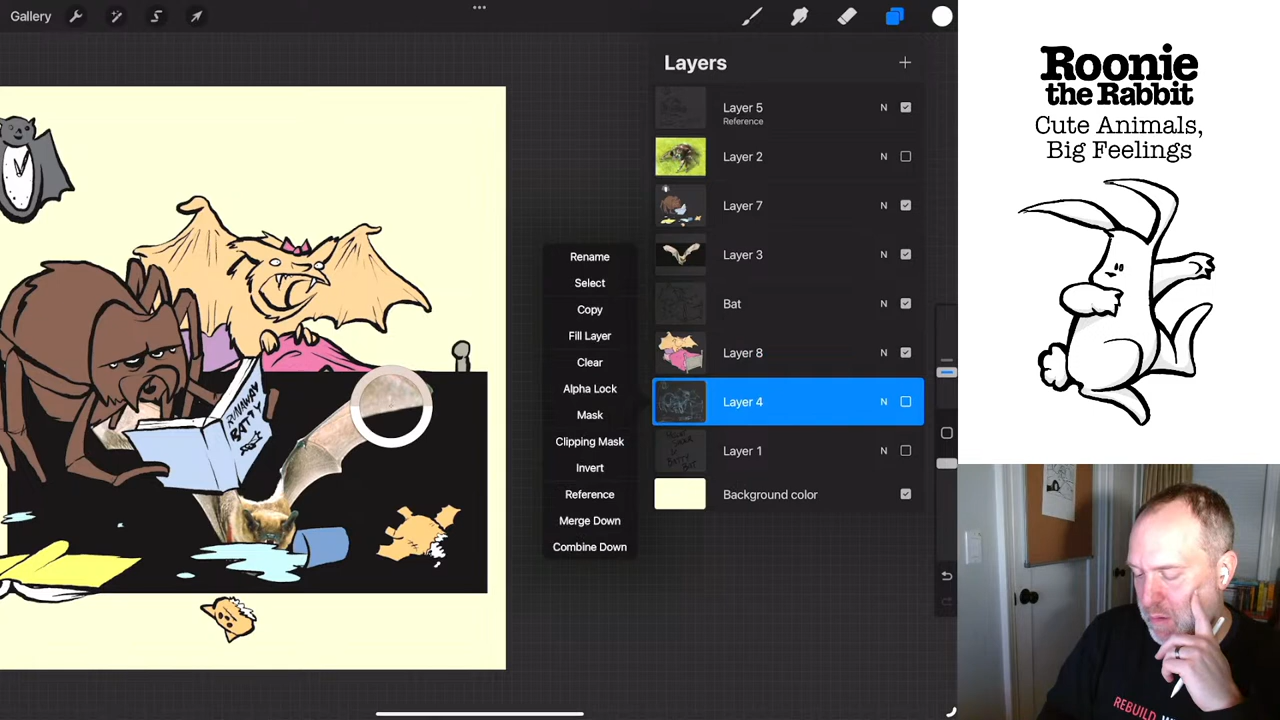 Gallery
Layers
Layer 5
N
Reference
Layer 2
N
Layer 7
N
Layer 3
N
Bat
N
Layer 8
N
Layer 4
N
Layer 1
N
Background color
Rename
Select
Copy
Fill Layer
Clear
Alpha Lock
Mask
Clipping Mask
Invert
Reference
Merge Down
Combine Down
RUNAWAY
BATTY
Roonie
the Rabbit
Cute Animals,
Big Feelings
REBUILD